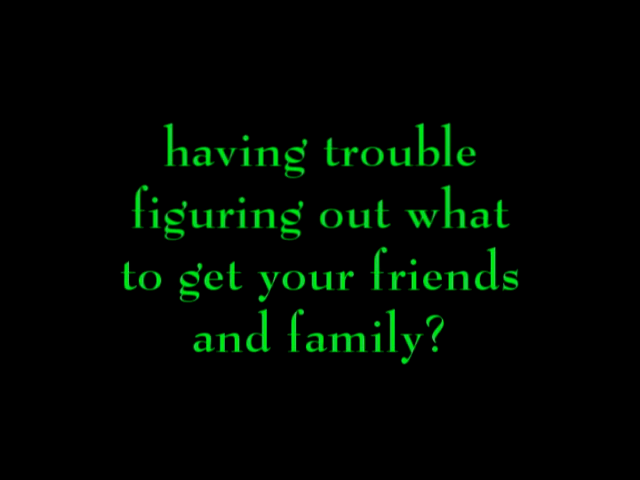 having trouble
figuring out what
to get your friends
and family?